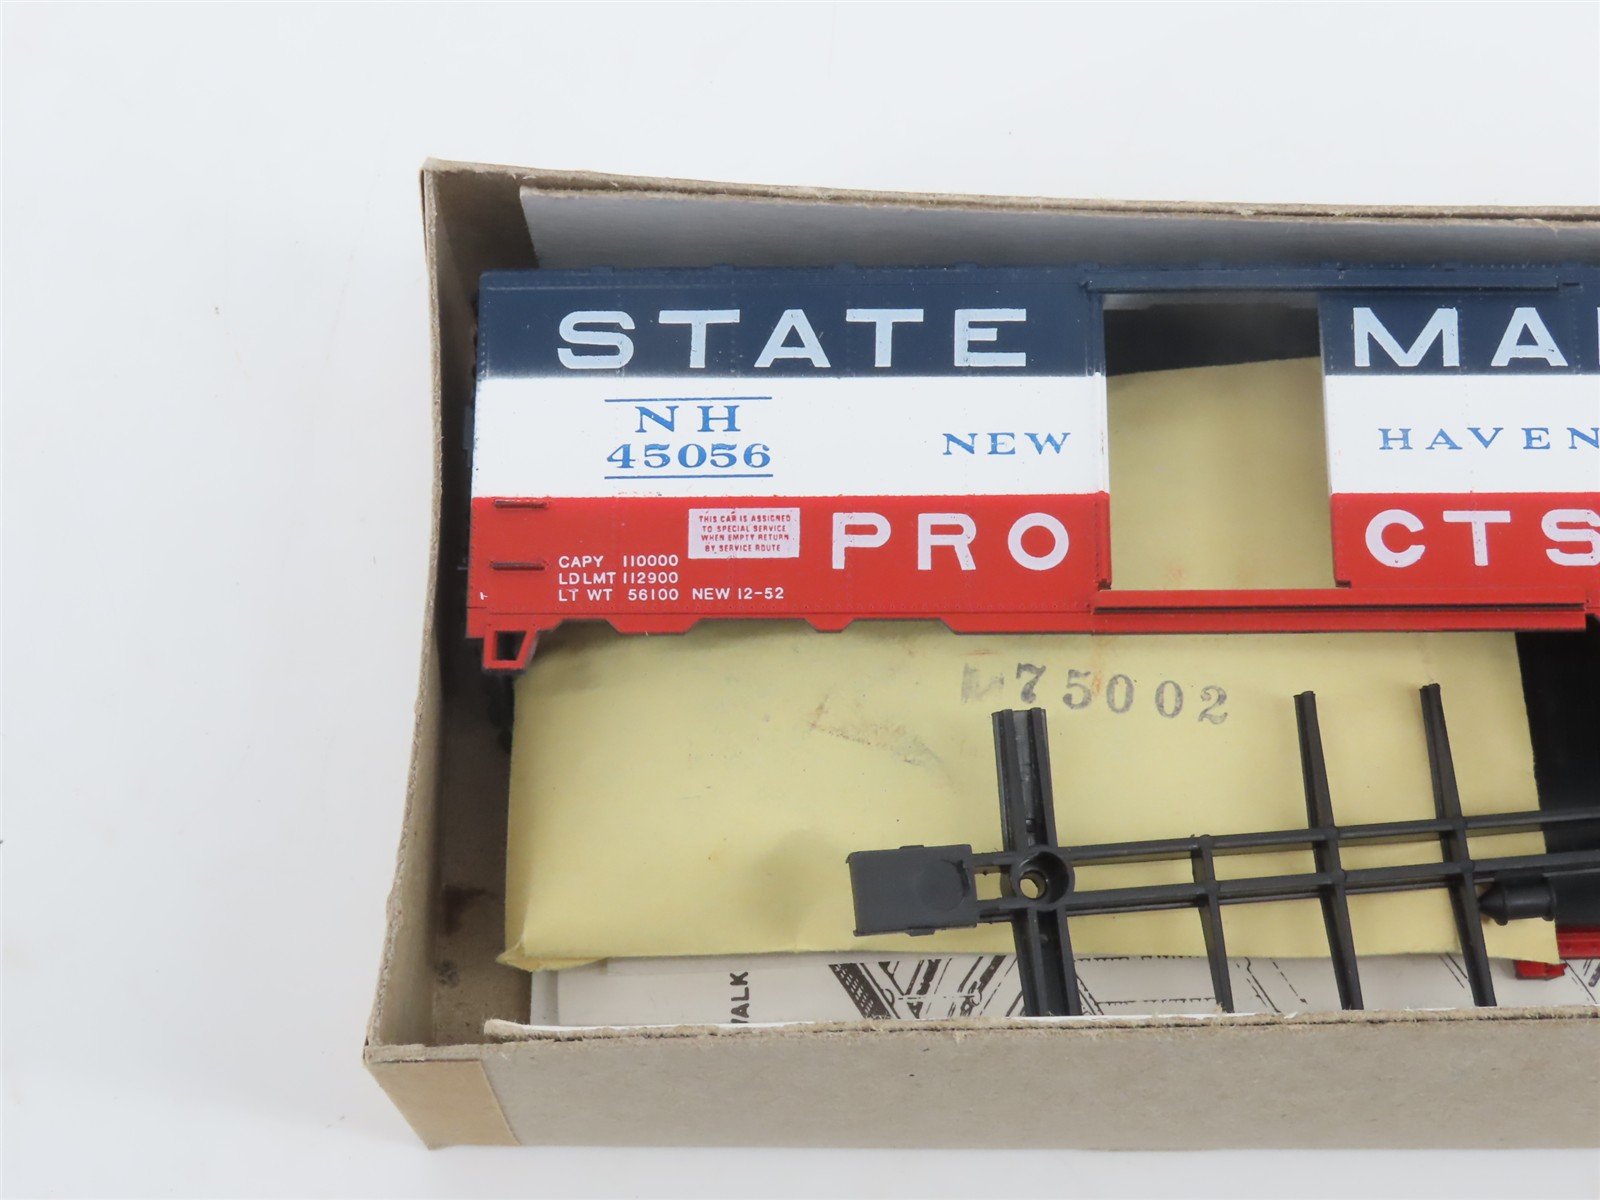 STATE MA
NH
45056
NEW HAVEN
THIS CAR IS ASSIGNED
TO SPECIAL SERVICE
WHEN EMPTY RETURN
BY SERVICE ROUTE
PRO CTS
CAPY 110000
LD LMT 112900
LT WT 56100 NEW 12-52
75002
ALK